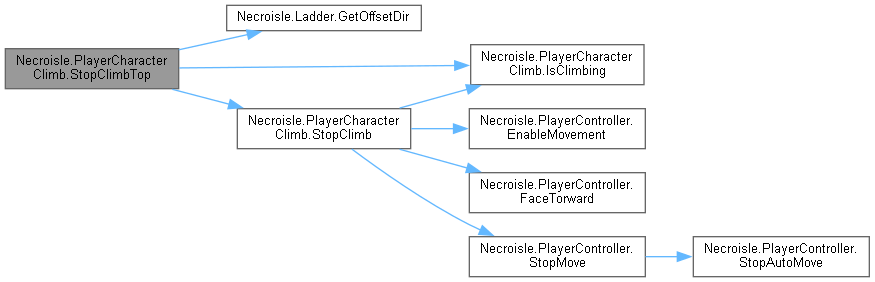 Necroisle.Ladder.GetOffsetDir
Necroisle.PlayerCharacter
Climb.StopClimbTop
Necroisle.PlayerCharacter
Climb.IsClimbing
Necroisle.PlayerCharacter
Climb.StopClimb
Necroisle.PlayerController.
EnableMovement
Necroisle.PlayerController.
FaceTorward
Necroisle.PlayerController.
StopMove
Necroisle.PlayerController.
StopAutoMove